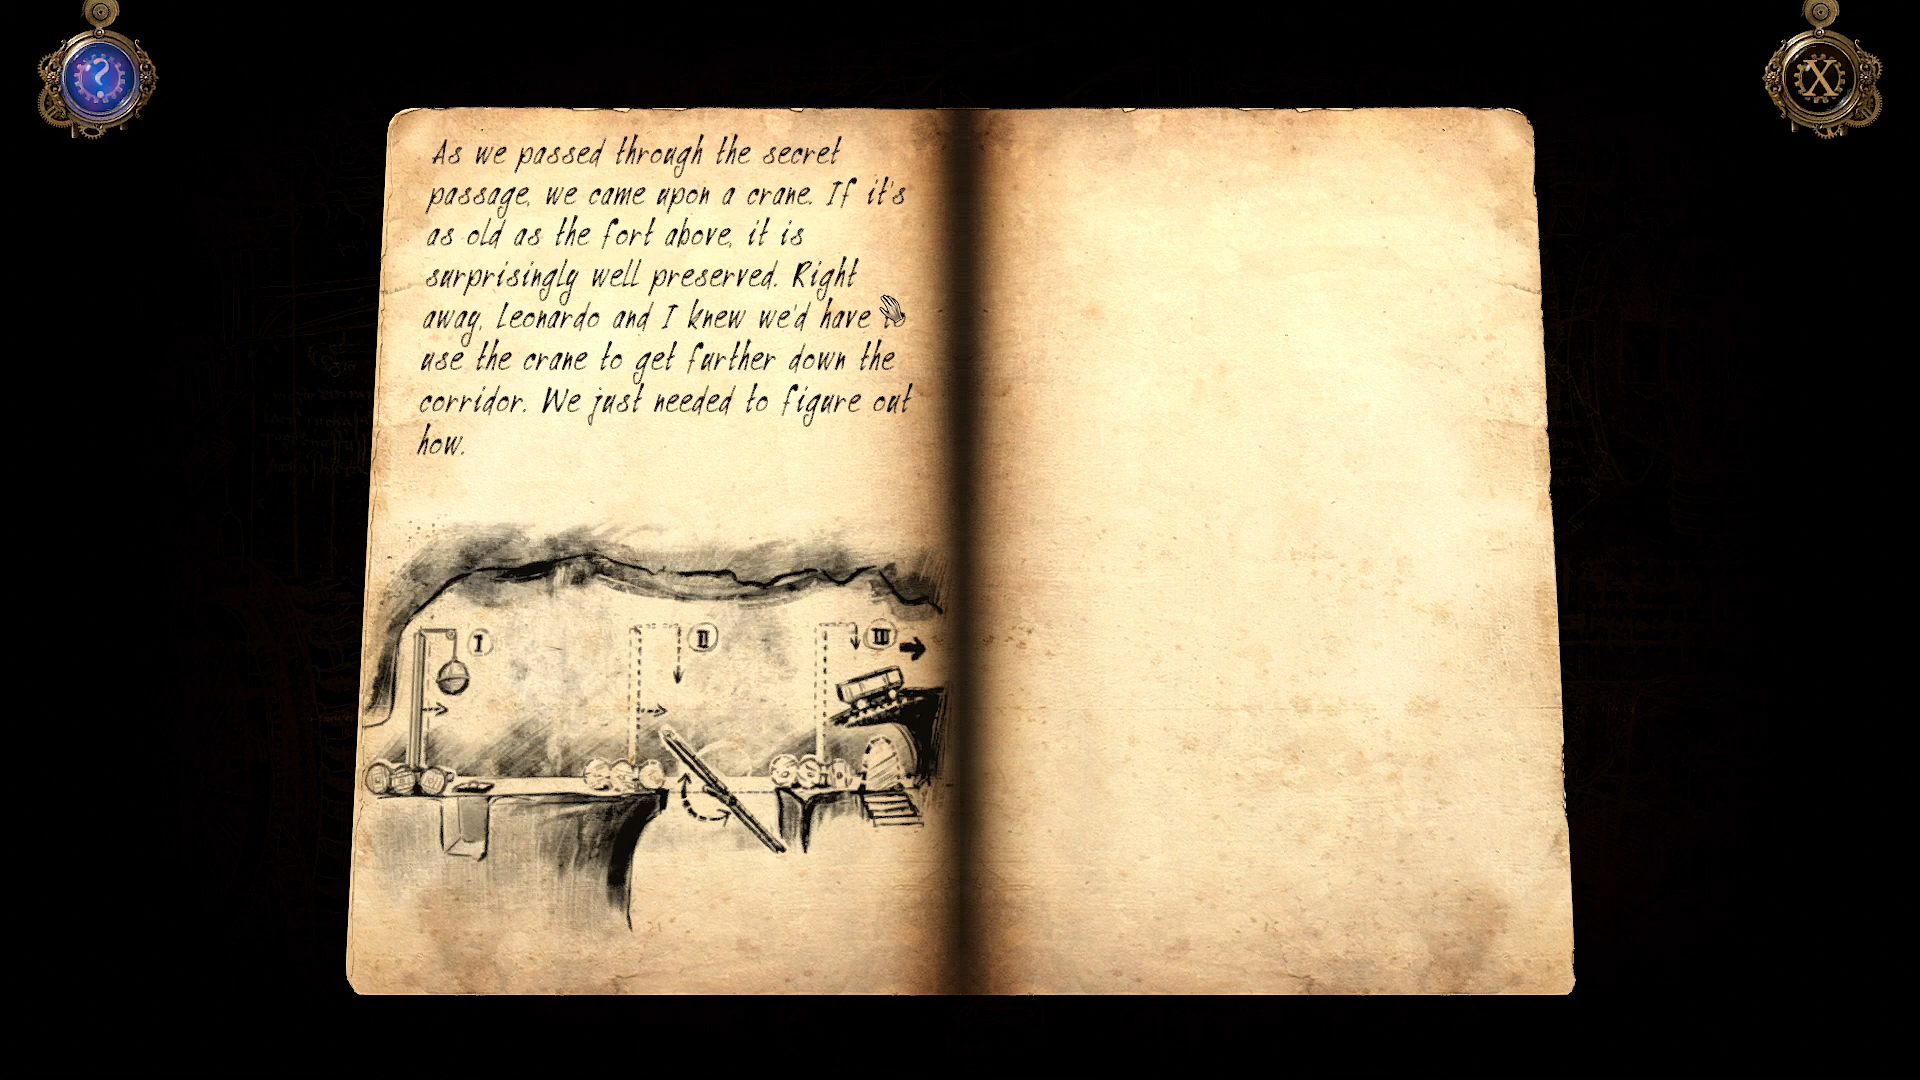 ?
X
As we passed through the secret
passage, we came upon a crane. If it's
as old as the fort above, it is
surprisingly well preserved. Right
away, Leonardo and I knew we'd have to
use the crane to get further down the
corridor. We just needed to figure out
how.
I
II
III